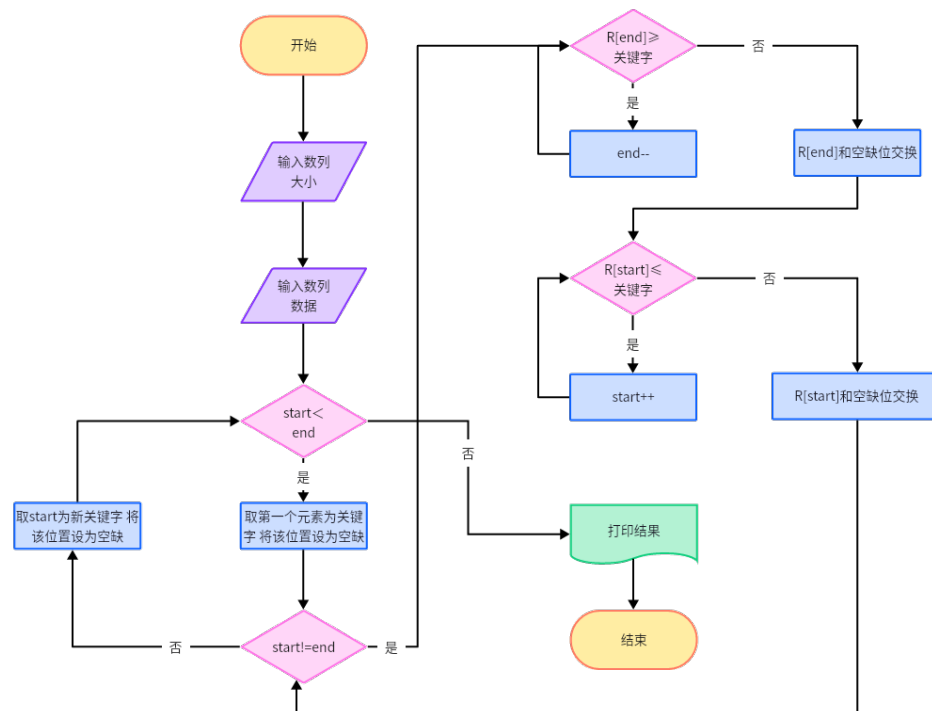 开始
输入数列
大小
输入数列
数据
start＜
end
是
否
取第一个元素为关键
字 将该位置设为空缺
取start为新关键字 将
该位置设为空缺
start!=end
否
是
R[end]≥
关键字
否
是
end--
R[end]和空缺位交换
R[start]≤
关键字
否
是
start++
R[start]和空缺位交换
打印结果
结束